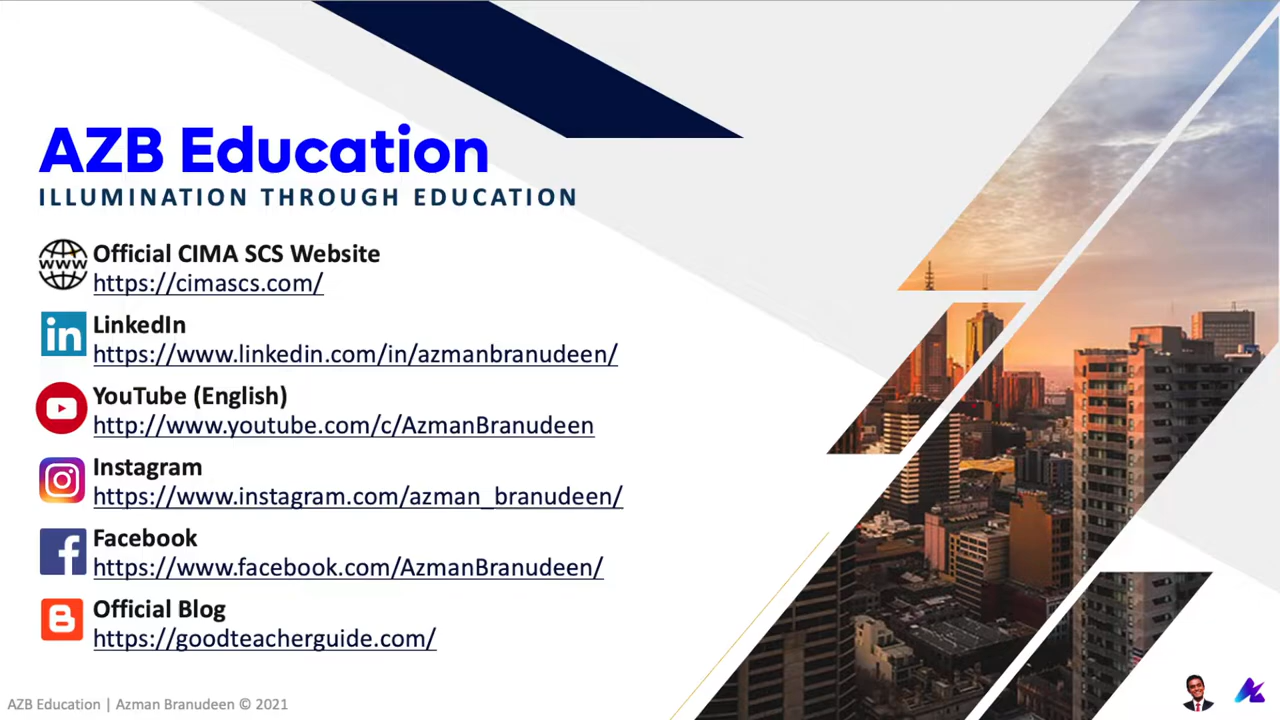 AZB Education
ILLUMINATION THROUGH EDUCATION
www
Official CIMA SCS Website
https://cimascs.com/
in
LinkedIn
https://www.linkedin.com/in/azmanbranudeen/
YouTube (English)
http://www.youtube.com/c/AzmanBranudeen
Instagram
https://www.instagram.com/azman_branudeen/
f
Facebook
https://www.facebook.com/AzmanBranudeen/
B
Official Blog
https://goodteacherguide.com/
AZB Education | Azman Branudeen © 2021